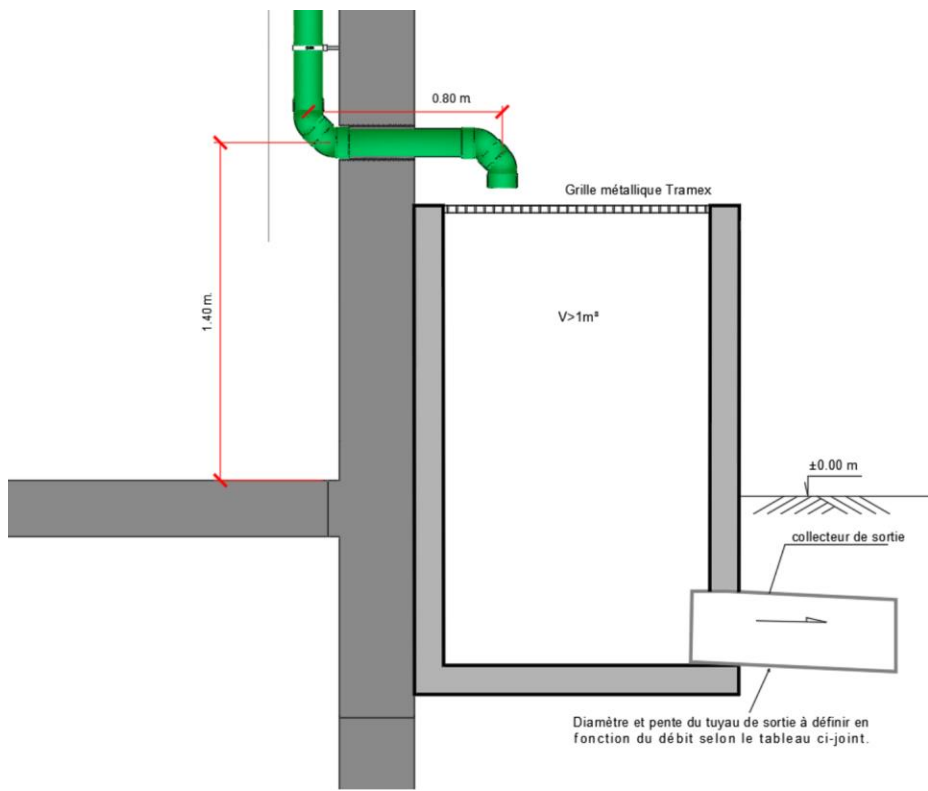 0.80 m.
Grille métallique Tramex
1.40 m.
V>1m³
±0.00 m
collecteur de sortie
Diamètre et pente du tuyau de sortie à définir en
fonction du débit selon le tableau ci-joint.